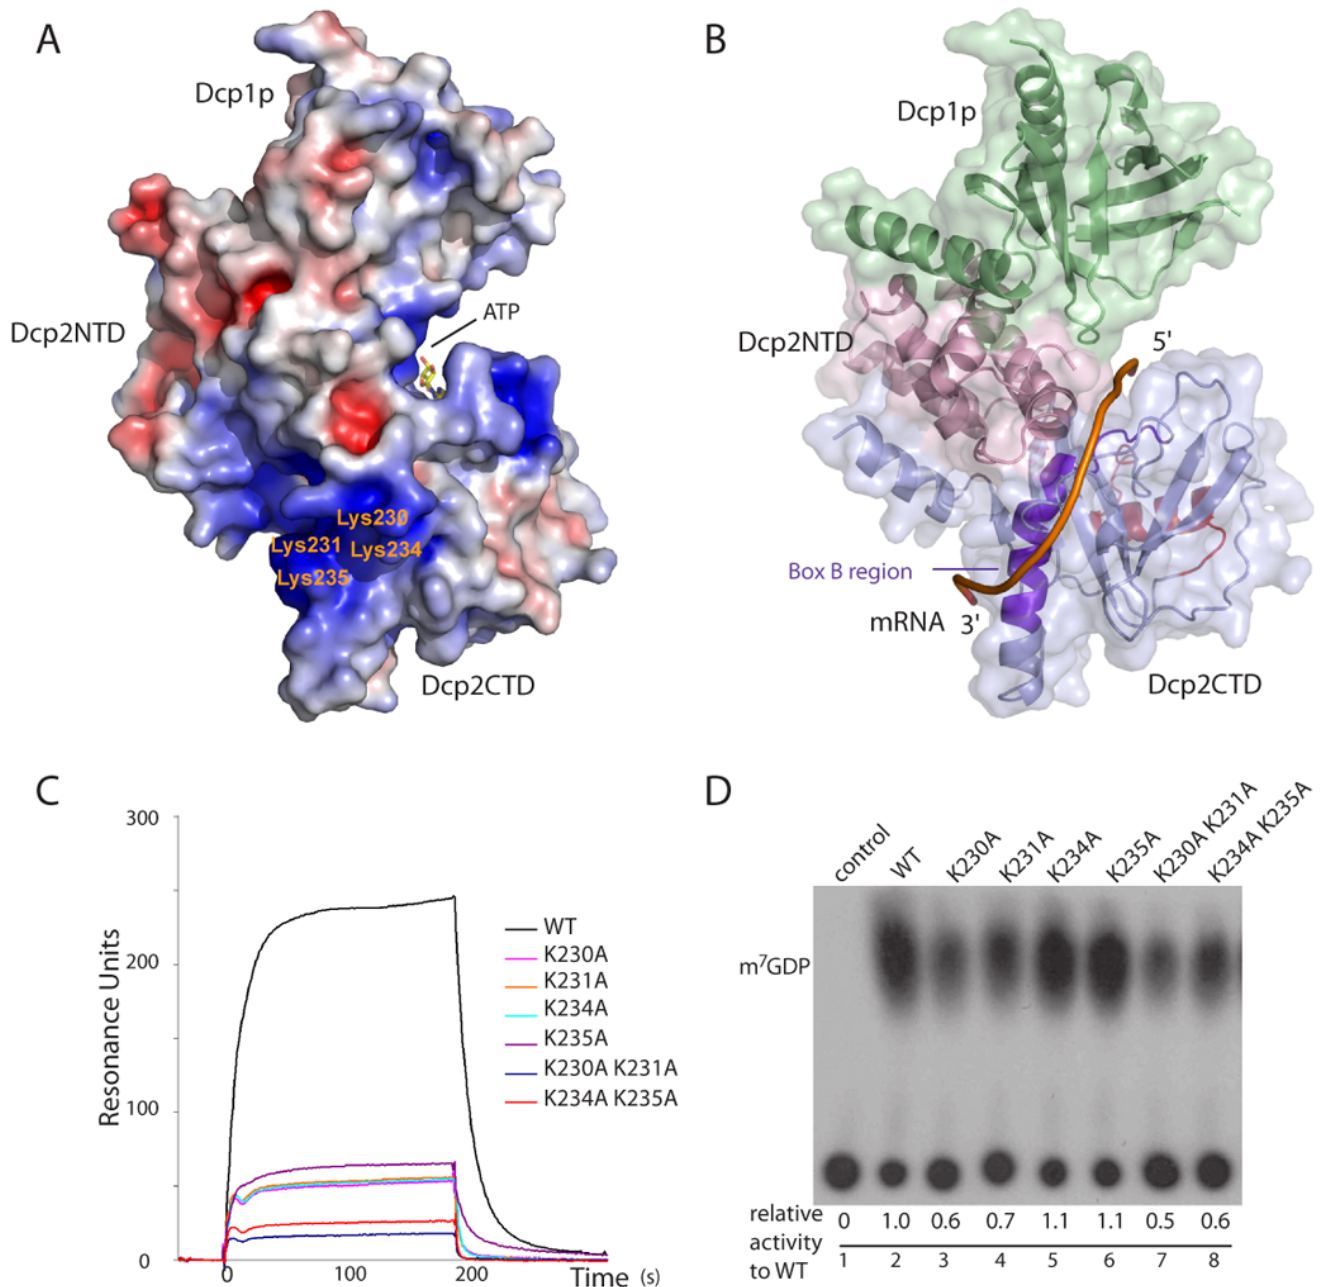 A
Dcp1p
Dcp2NTD
ATP
Lys230
Lys231 Lys234
Lys235
Dcp2CTD
B
Dcp1p
Dcp2NTD
5'
Box B region
mRNA 3'
Dcp2CTD
C
300
200
100
0
Resonance Units
0 100 200 Time (s)
WT
K230A
K231A
K234A
K235A
K230A K231A
K234A K235A
D
control WT K230A K231A K234A K235A K230A K231A K234A K235A
m⁷GDP
relative activity to WT
0 1.0 0.6 0.7 1.1 1.1 0.5 0.6
1 2 3 4 5 6 7 8